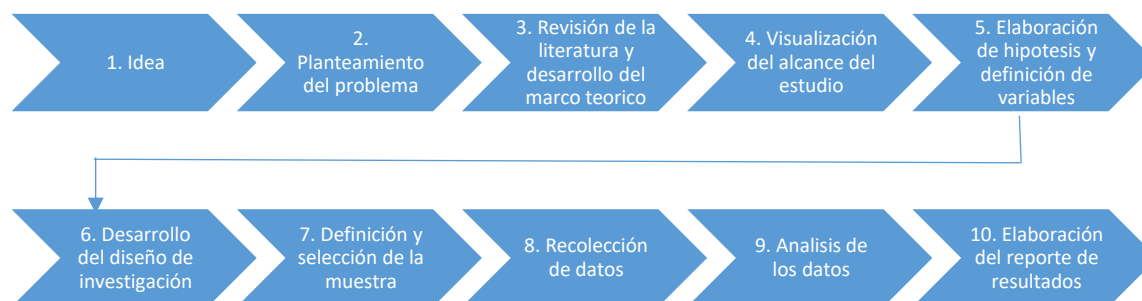 1. Idea
2.
Planteamiento
del problema
3. Revisión de la
literatura y
desarrollo del
marco teorico
4. Visualización
del alcance del
estudio
5. Elaboración
de hipotesis y
definición de
variables
6. Desarrollo
del diseño de
investigación
7. Definición y
selección de la
muestra
8. Recolección
de datos
9. Analisis de
los datos
10. Elaboración
del reporte de
resultados